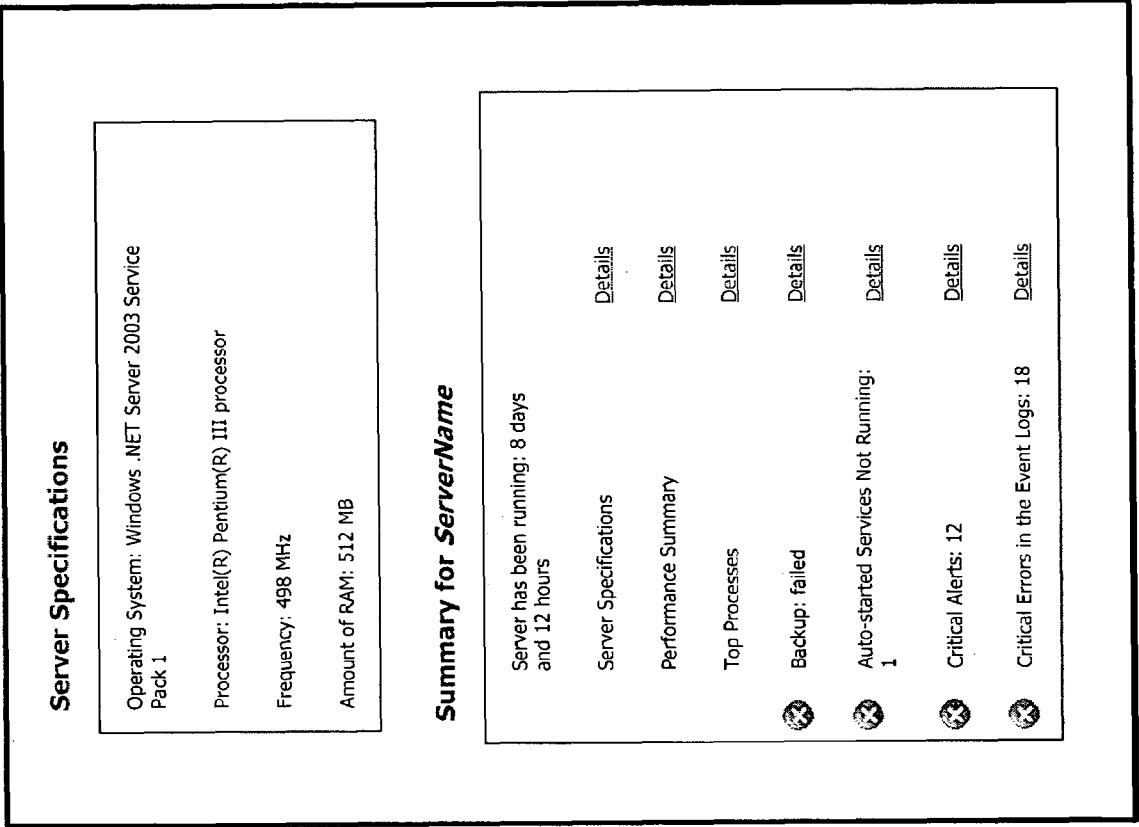 Server Specifications
Operating System: Windows .NET Server 2003 Service
Pack 1
Processor: Intel(R) Pentium(R) III processor
Frequency: 498 MHz
Amount of RAM: 512 MB
Summary for ServerName
Server has been running: 8 days
and 12 hours
Server Specifications Details
Performance Summary Details
Top Processes Details
Backup: failed Details
Auto-started Services Not Running: Details
1
Critical Alerts: 12 Details
Critical Errors in the Event Logs: 18 Details